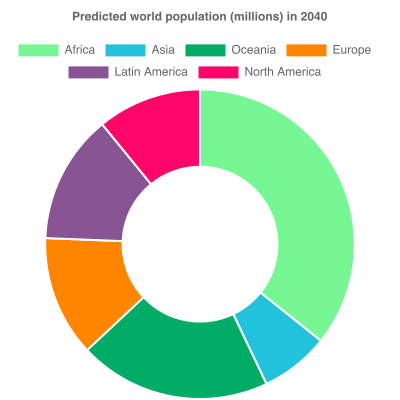 Predicted world population (millions) in 2040
Africa Asia Oceania Europe
Latin America North America